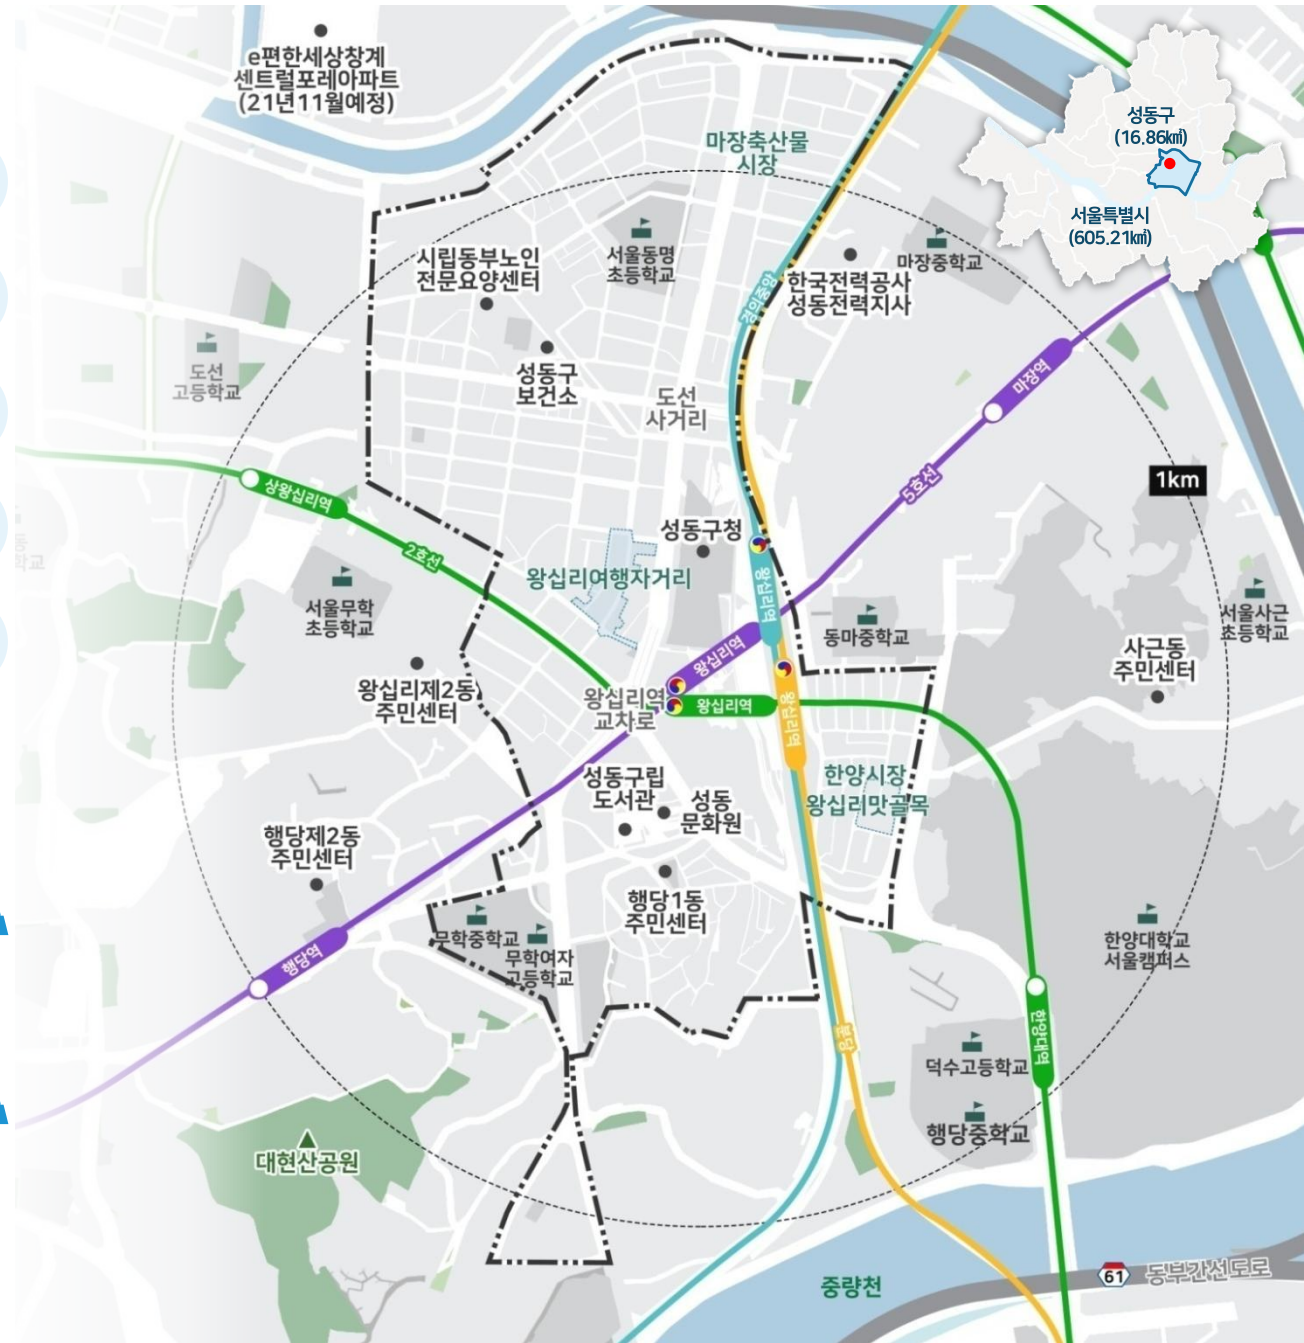 e편한세상창계
센트럴포레아파트
(21년11월예정)
성동구
(16.86㎢)
서울특별시
(605.21㎢)
마장축산물
시장
시립동부노인
전문요양센터
서울동명
초등학교
마장중학교
한국전력공사
성동전력지사
경의중앙
도선
고등학교
성동구
보건소
도선
사거리
마장역
5호선
1km
상왕십리역
2호선
성동구청
왕십리여행자거리
왕십리역
서울무학
초등학교
동마중학교
서울사근
초등학교
사근동
주민센터
왕십리제2동
주민센터
왕십리역
왕십리역
교차로
왕십리역
왕십리역
한양시장
왕십리맛골목
성동구립
도서관
성동
문화원
행당제2동
주민센터
행당1동
주민센터
무학중학교
무학여자
고등학교
행당역
한양대학교
서울캠퍼스
한양대역
분당
덕수고등학교
행당중학교
대현산공원
중량천
61
동부간선도로